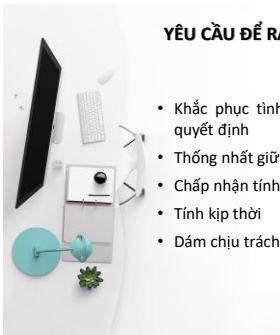 YÊU CẦU ĐỂ RA
• Khắc phục tình
quyết định
• Thống nhất giữ
• Chấp nhận tính
• Tính kịp thời
• Dám chịu trách